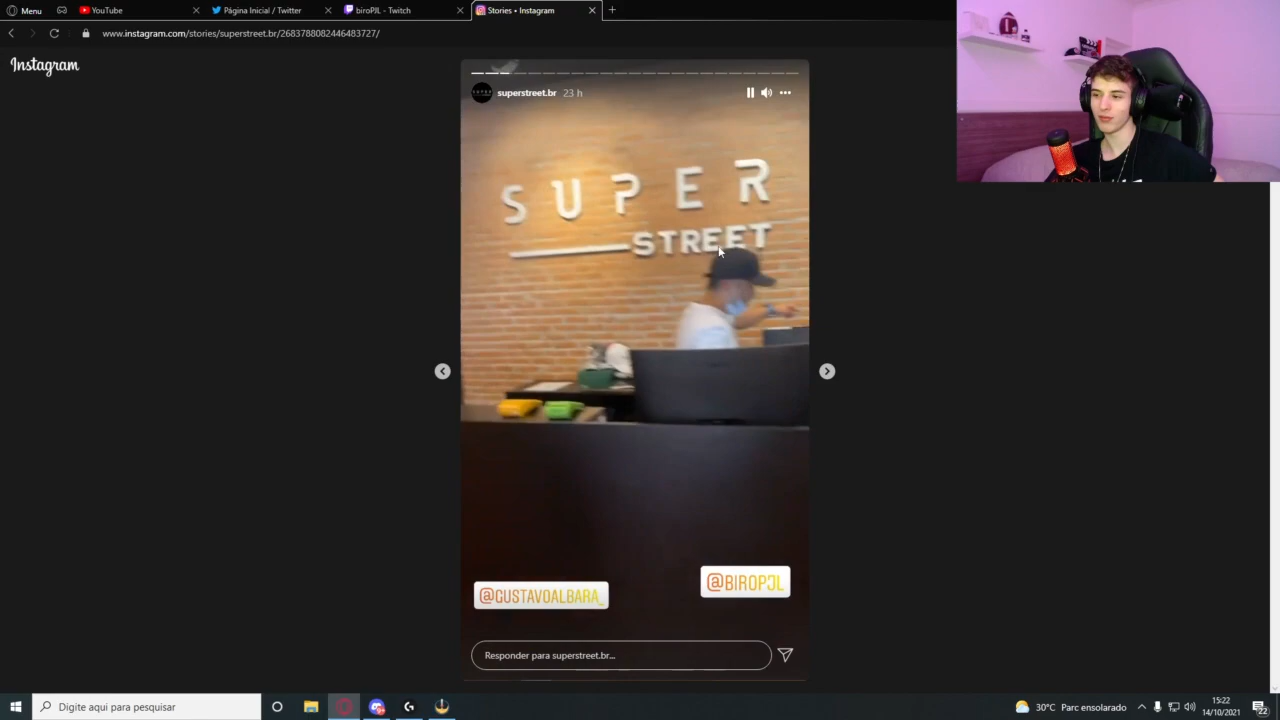 Menu
YouTube
Página Inicial / Twitter
biroPJL - Twitch
Stories • Instagram
www.instagram.com/stories/superstreet.br/2683788082446483727/
Instagram
superstreet.br 23 h
SUPER
STREET
@BIROPJL
@GUSTAVOALBARA_
Responder para superstreet.br...
Digite aqui para pesquisar
30°C Parc ensolarado
15:22
14/10/2021
22